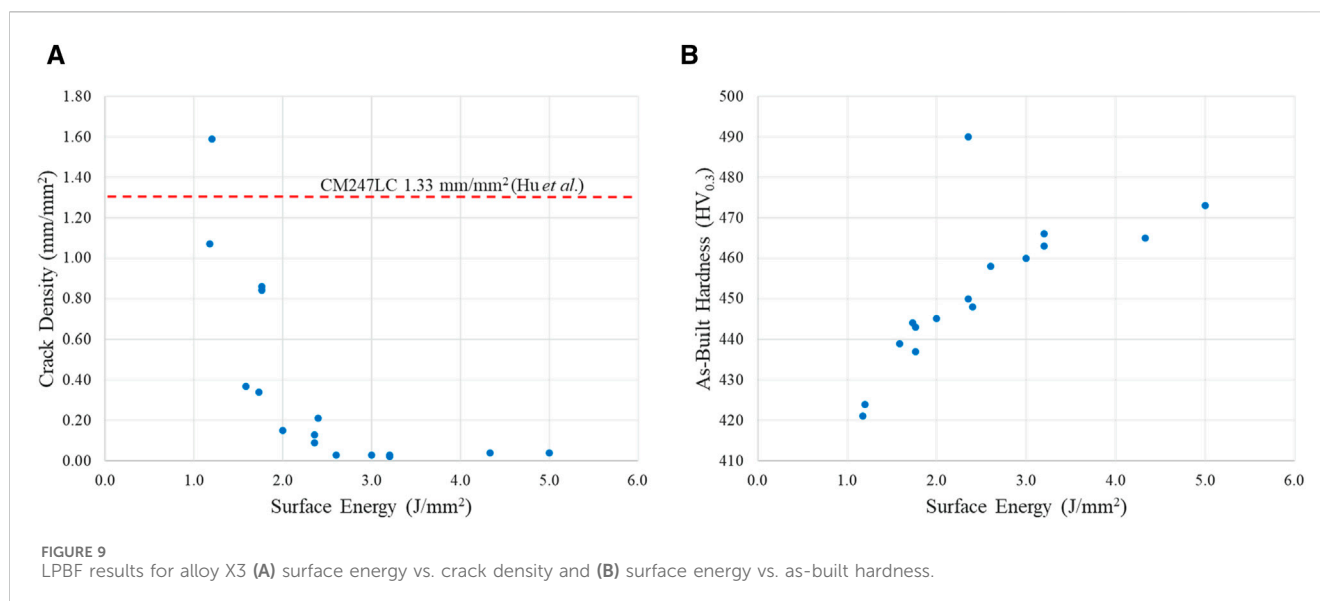 A
Crack Density (mm/mm²)
1.80
1.60
1.40
1.20
1.00
0.80
0.60
0.40
0.20
0.00
CM247LC 1.33 mm/mm² (Hu et al.)
0.0 1.0 2.0 3.0 4.0 5.0 6.0
Surface Energy (J/mm²)
B
As-Built Hardness (HV0.3)
500
490
480
470
460
450
440
430
420
410
0.0 1.0 2.0 3.0 4.0 5.0 6.0
Surface Energy (J/mm²)
FIGURE 9
LPBF results for alloy X3 (A) surface energy vs. crack density and (B) surface energy vs. as-built hardness.